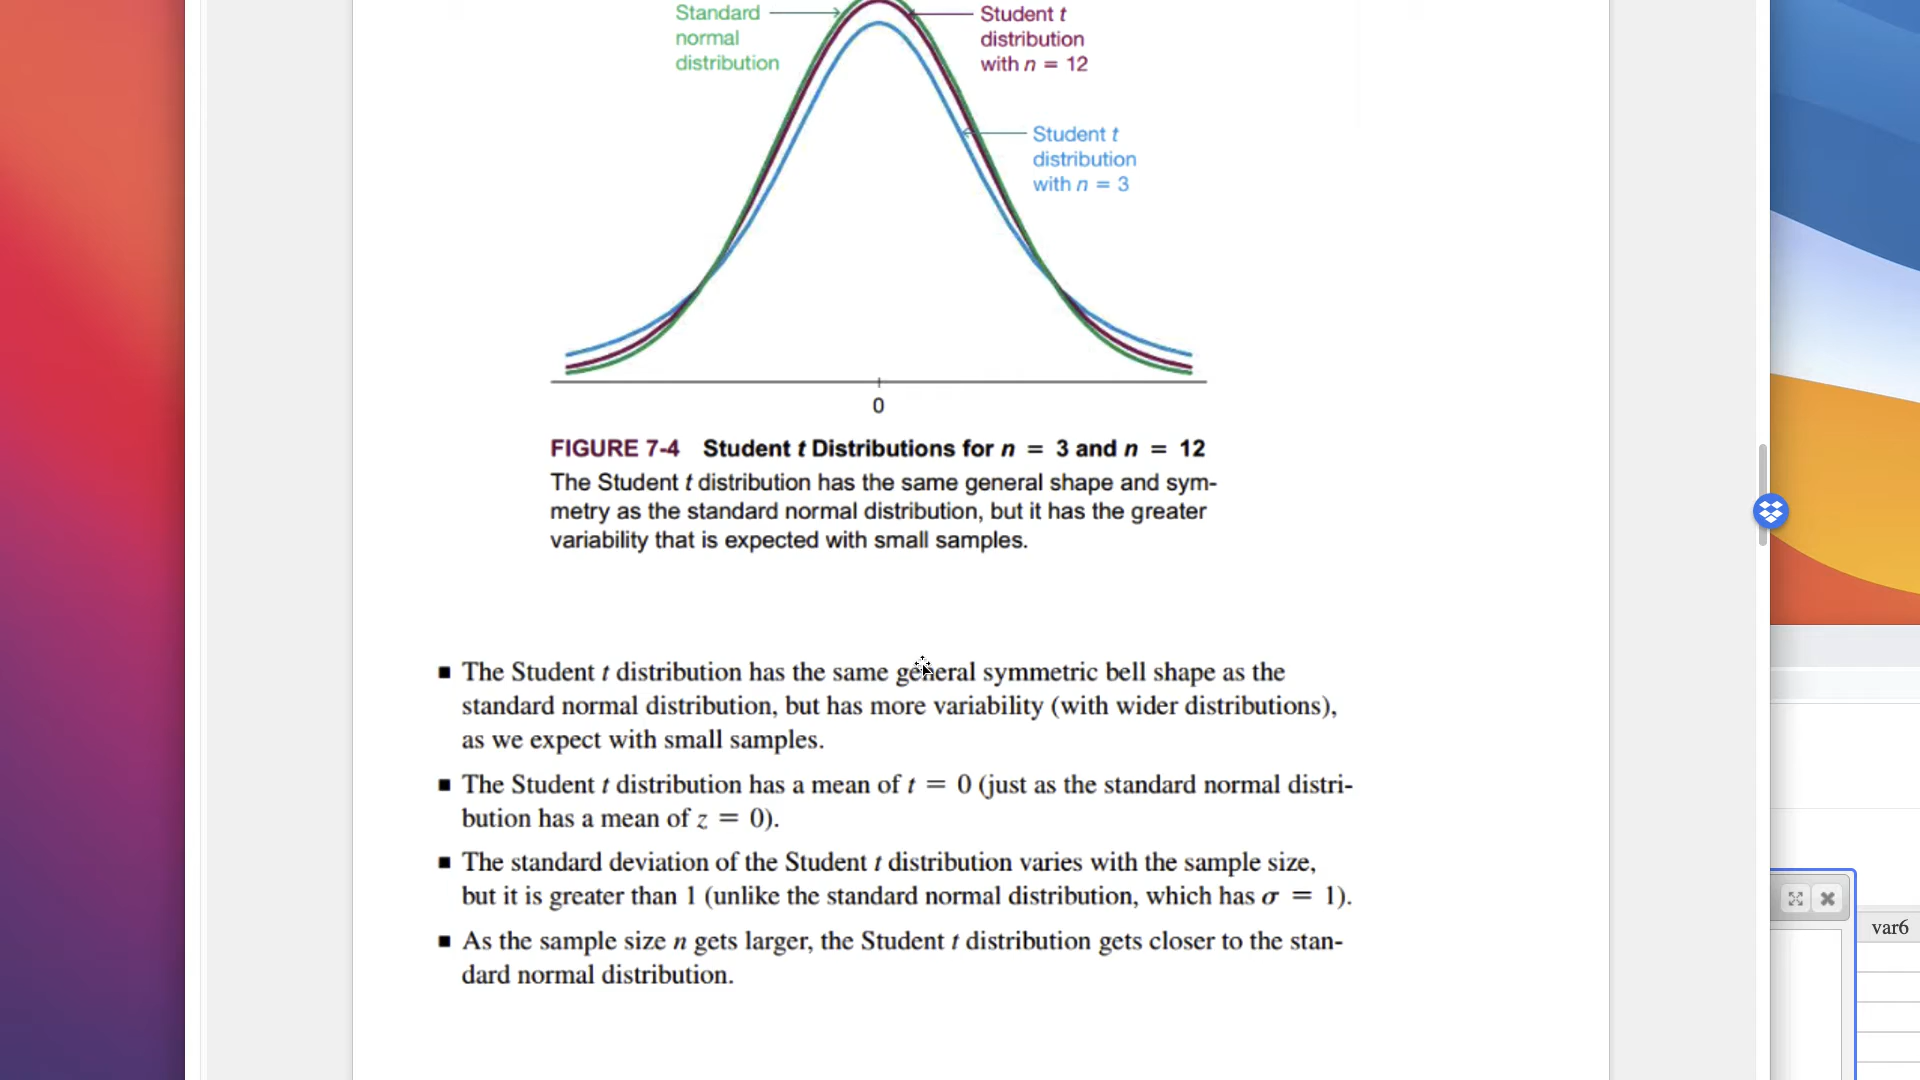 Standard
normal
distribution
Student t
distribution
with n = 12
Student t
distribution
with n = 3
0
FIGURE 7-4 Student t Distributions for n = 3 and n = 12
The Student t distribution has the same general shape and sym-
metry as the standard normal distribution, but it has the greater
variability that is expected with small samples.
■ The Student t distribution has the same general symmetric bell shape as the
standard normal distribution, but has more variability (with wider distributions),
as we expect with small samples.
■ The Student t distribution has a mean of t = 0 (just as the standard normal distri-
bution has a mean of z = 0).
■ The standard deviation of the Student t distribution varies with the sample size,
but it is greater than 1 (unlike the standard normal distribution, which has σ = 1).
■ As the sample size n gets larger, the Student t distribution gets closer to the stan-
dard normal distribution.
var6